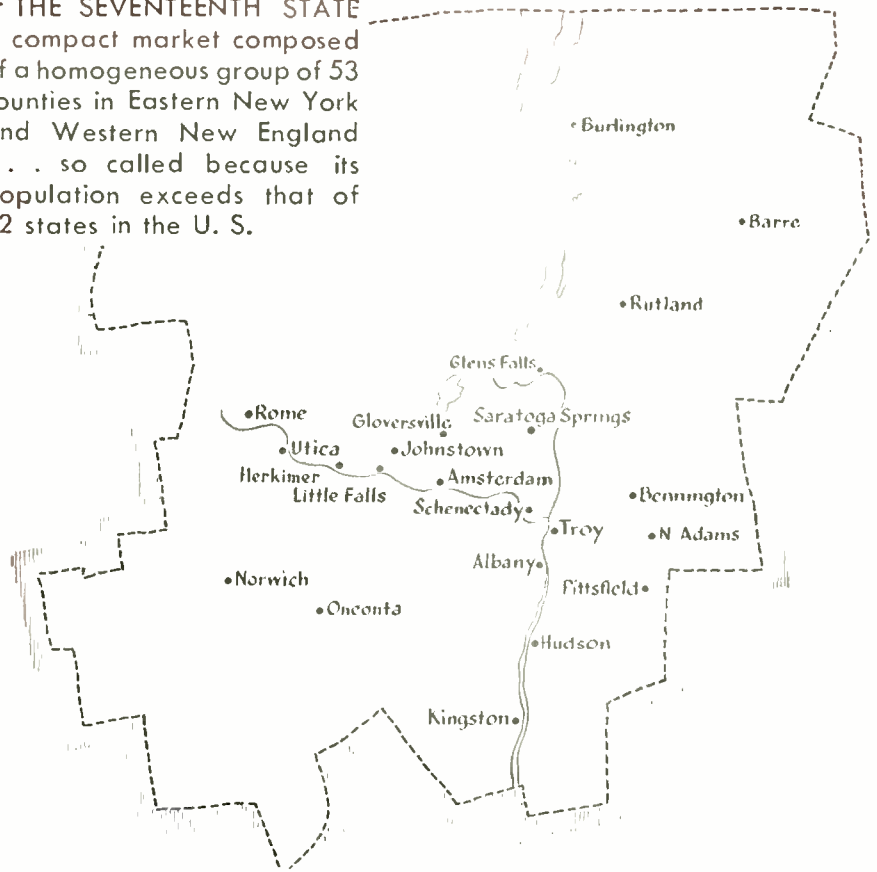 THE SEVENTEENTH STATE
compact market composed
f a homogeneous group of 53
ounties in Eastern New York
nd Western New England
. . so called because its
opulation exceeds that of
2 states in the U. S.
Burlington
Barre
Rutland
Glens Falls
Rome
Gloversville
Saratoga Springs
Utica
Johnstown
Herkimer
Amsterdam
Little Falls
Bennington
Schenectady
Troy
N Adams
Albany
Pittsfield
Norwich
Oneonta
Hudson
Kingston